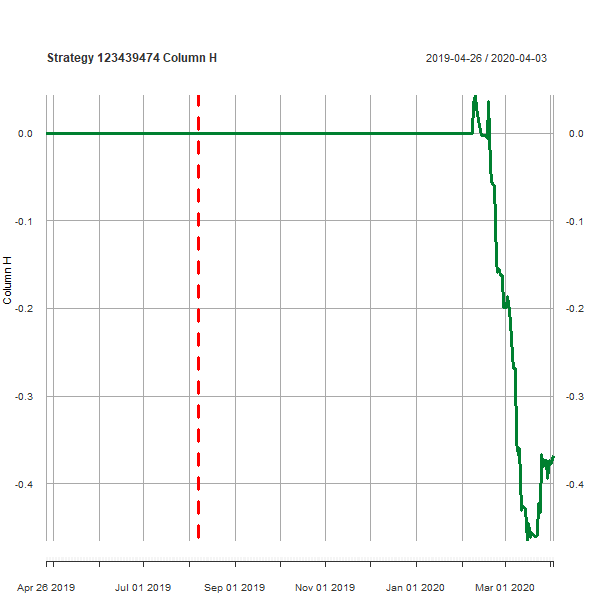 Strategy 123439474 Column H
2019-04-26 / 2020-04-03
0.0
-0.1
-0.2
-0.3
-0.4
0.0
-0.1
-0.2
-0.3
-0.4
Column H
Apr 26 2019
Jul 01 2019
Sep 01 2019
Nov 01 2019
Jan 01 2020
Mar 01 2020